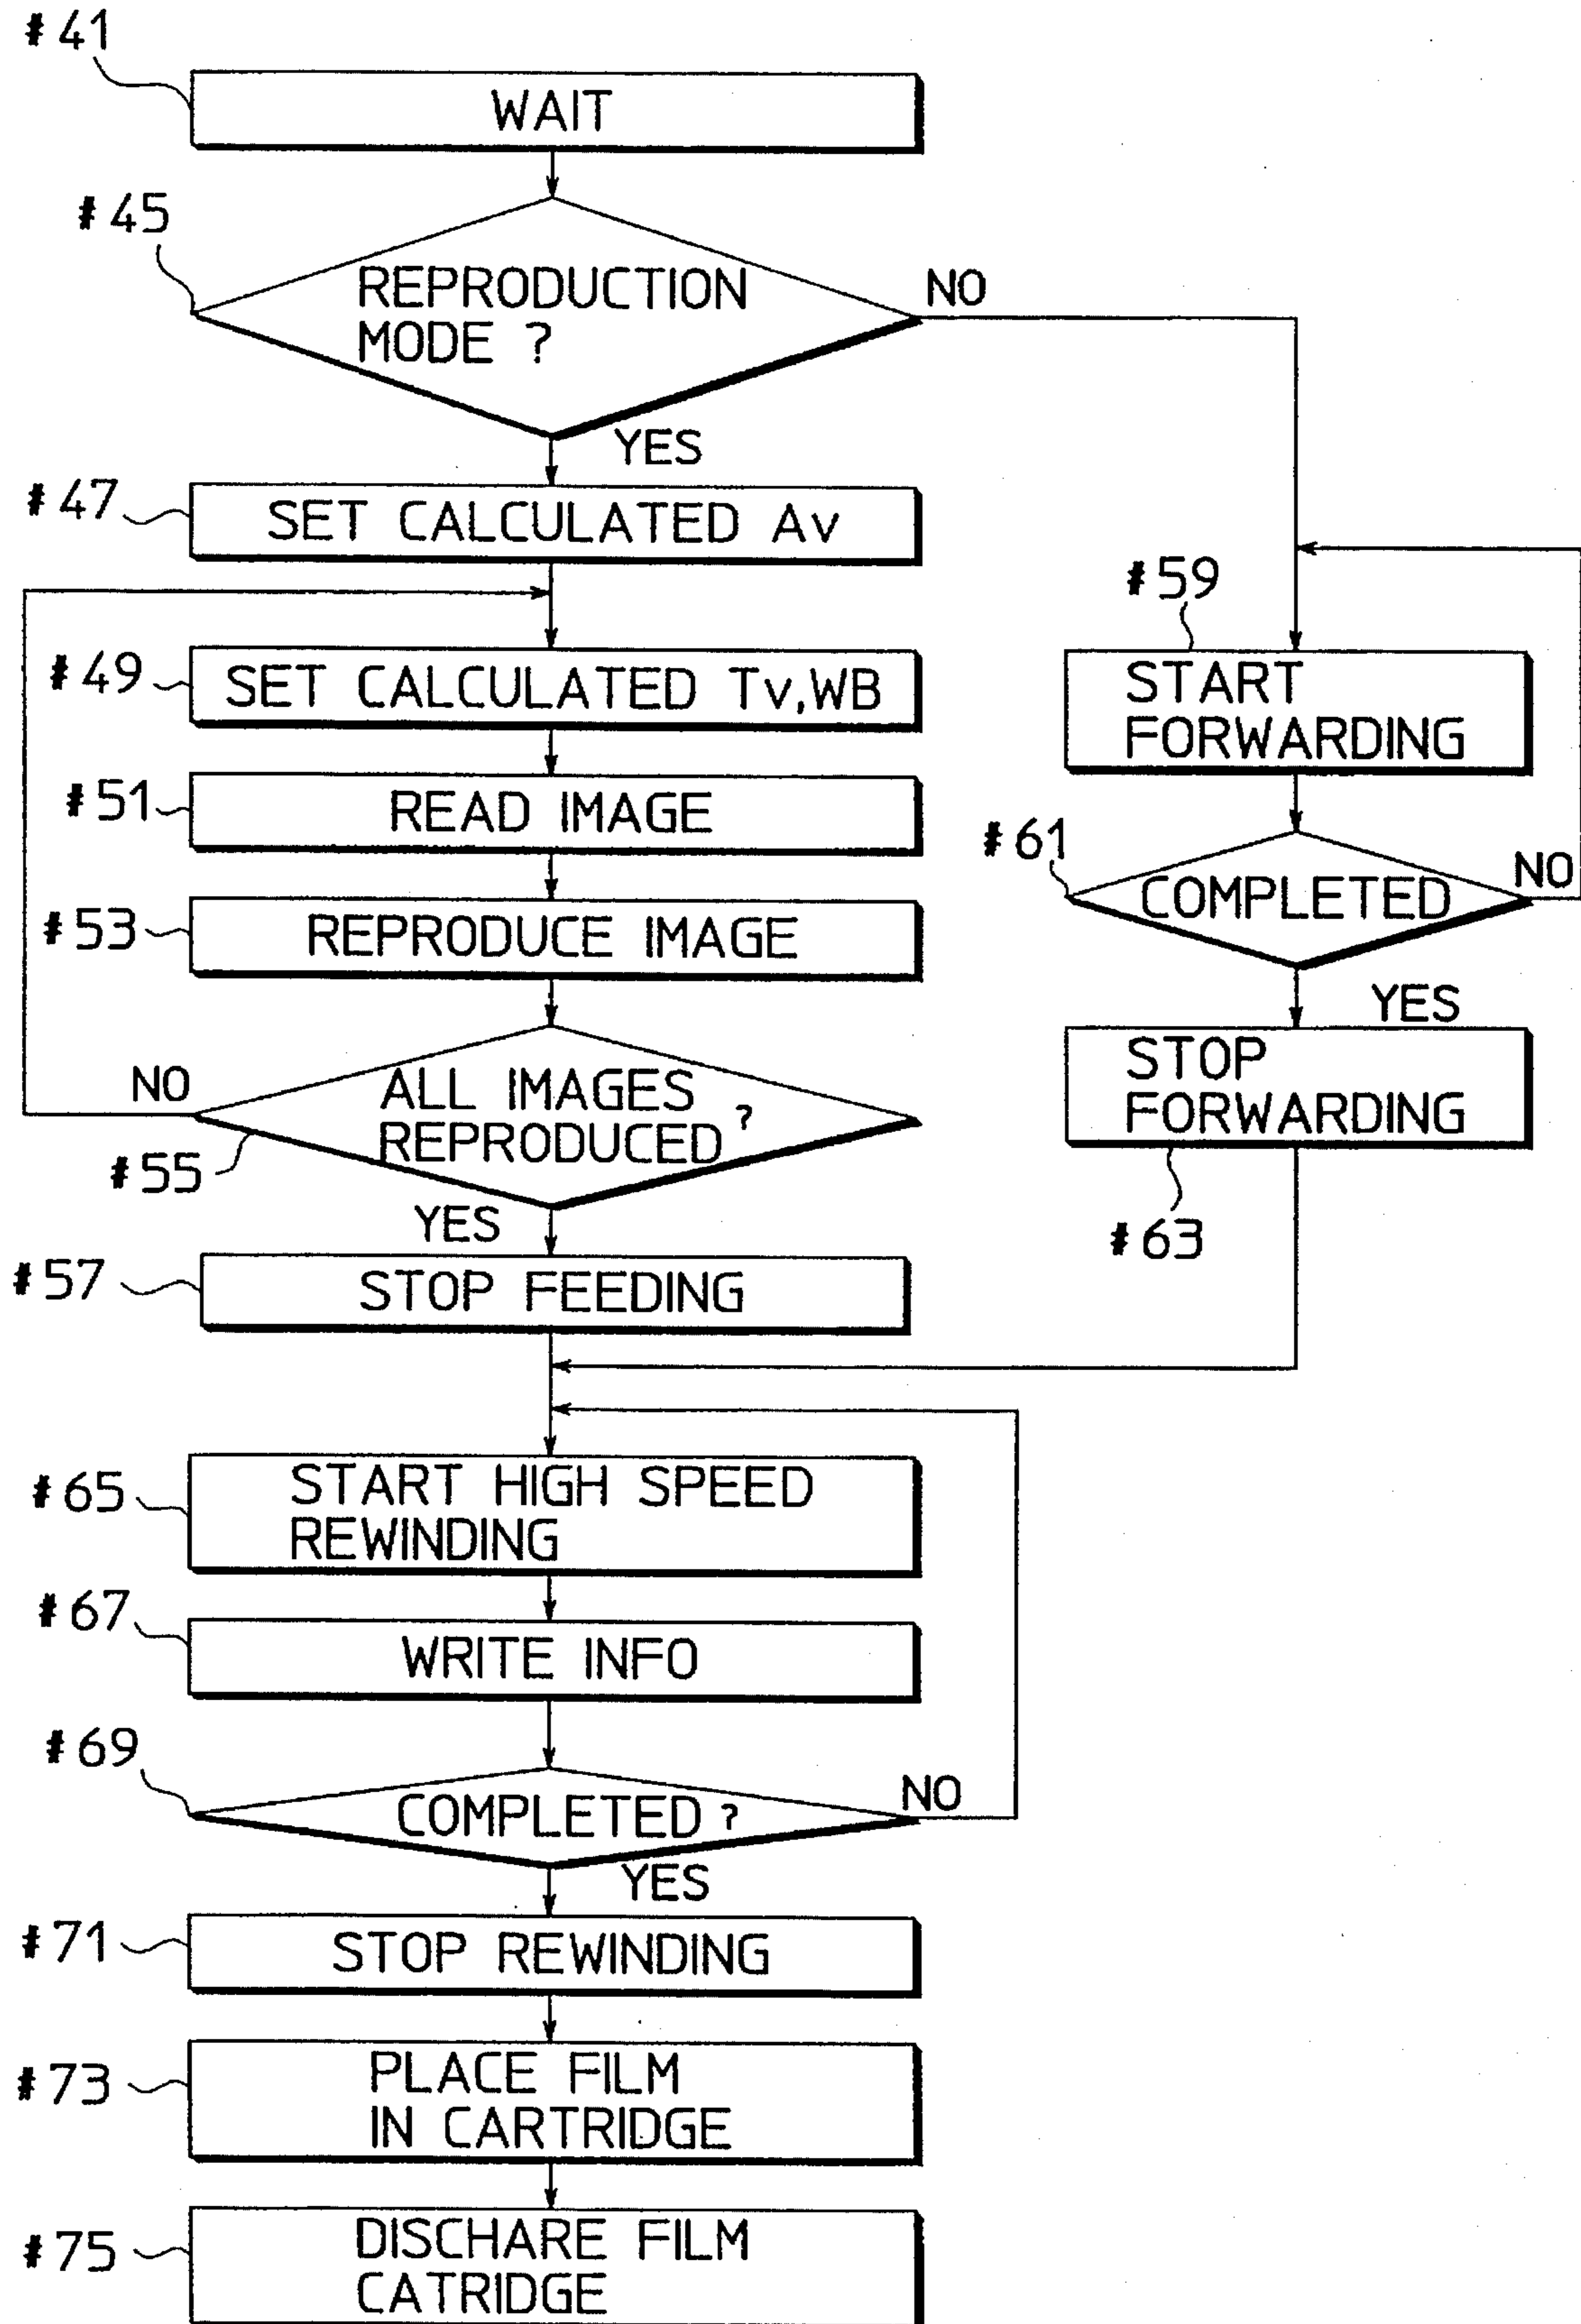 #41
WAIT
#45
REPRODUCTION
MODE ?
NO
YES
#47
SET CALCULATED Av
#49
SET CALCULATED Tv,WB
#51
READ IMAGE
#53
REPRODUCE IMAGE
NO
ALL IMAGES
REPRODUCED ?
#55
YES
#57
STOP FEEDING
#59
START
FORWARDING
#61
COMPLETED
NO
YES
STOP
FORWARDING
#63
#65
START HIGH SPEED
REWINDING
#67
WRITE INFO
#69
COMPLETED ?
NO
YES
#71
STOP REWINDING
#73
PLACE FILM
IN CARTRIDGE
#75
DISCHARE FILM
CATRIDGE